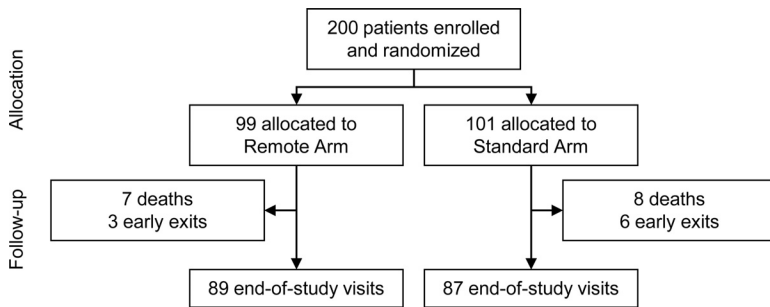 200 patients enrolled
and randomized
Allocation
99 allocated to
Remote Arm
101 allocated to
Standard Arm
Follow-up
7 deaths
3 early exits
8 deaths
6 early exits
89 end-of-study visits
87 end-of-study visits